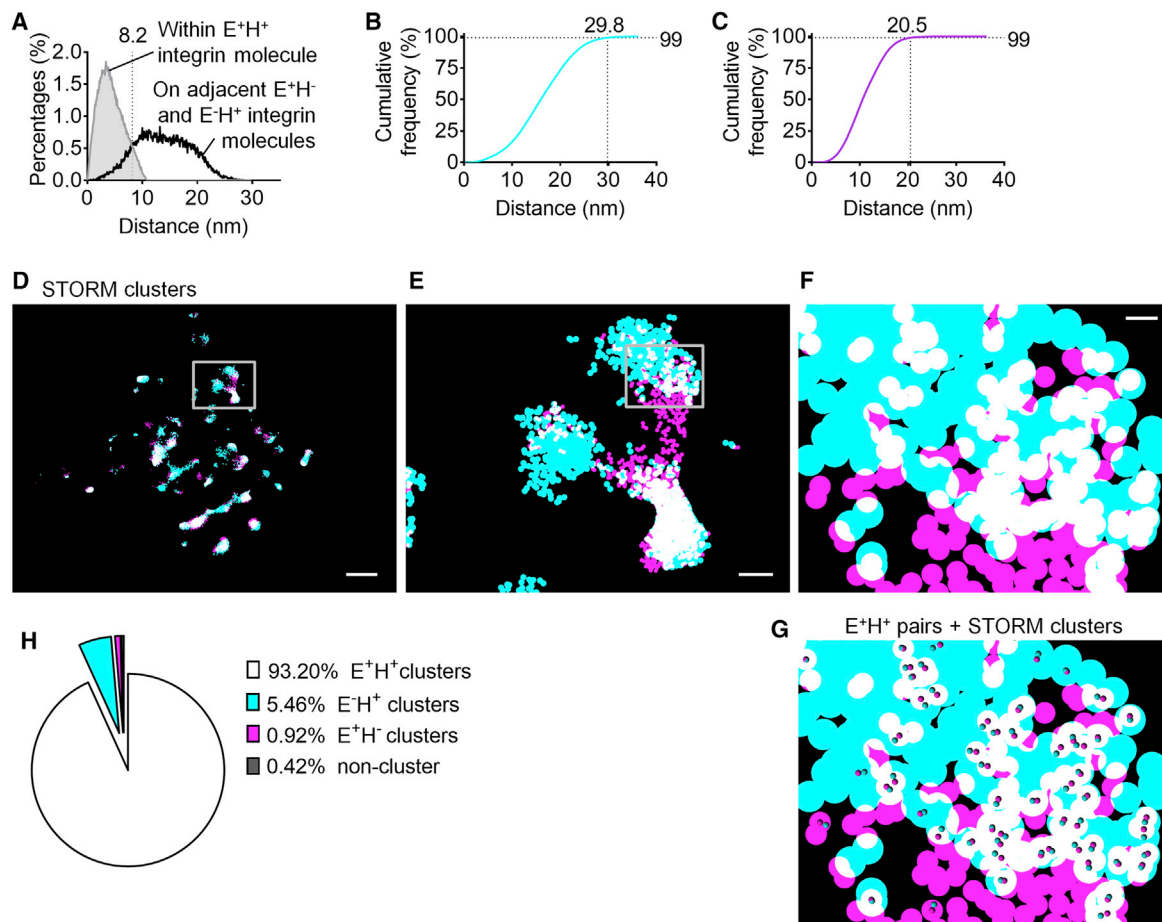 A
8.2
Within E⁺H⁺
integrin molecule
On adjacent E⁺H⁻
and E⁻H⁺ integrin
molecules
Percentages (%)
2.0
1.5
1.0
0.5
0.0
0 10 20 30
Distance (nm)
B
29.8
99
Cumulative
frequency (%)
100
75
50
25
0
0 10 20 30 40
Distance (nm)
C
20.5
99
Cumulative
frequency (%)
100
75
50
25
0
0 10 20 30 40
Distance (nm)
D STORM clusters
E
F
H
93.20% E⁺H⁺clusters
5.46% E⁻H⁺ clusters
0.92% E⁺H⁻ clusters
0.42% non-cluster
G E⁺H⁺ pairs + STORM clusters